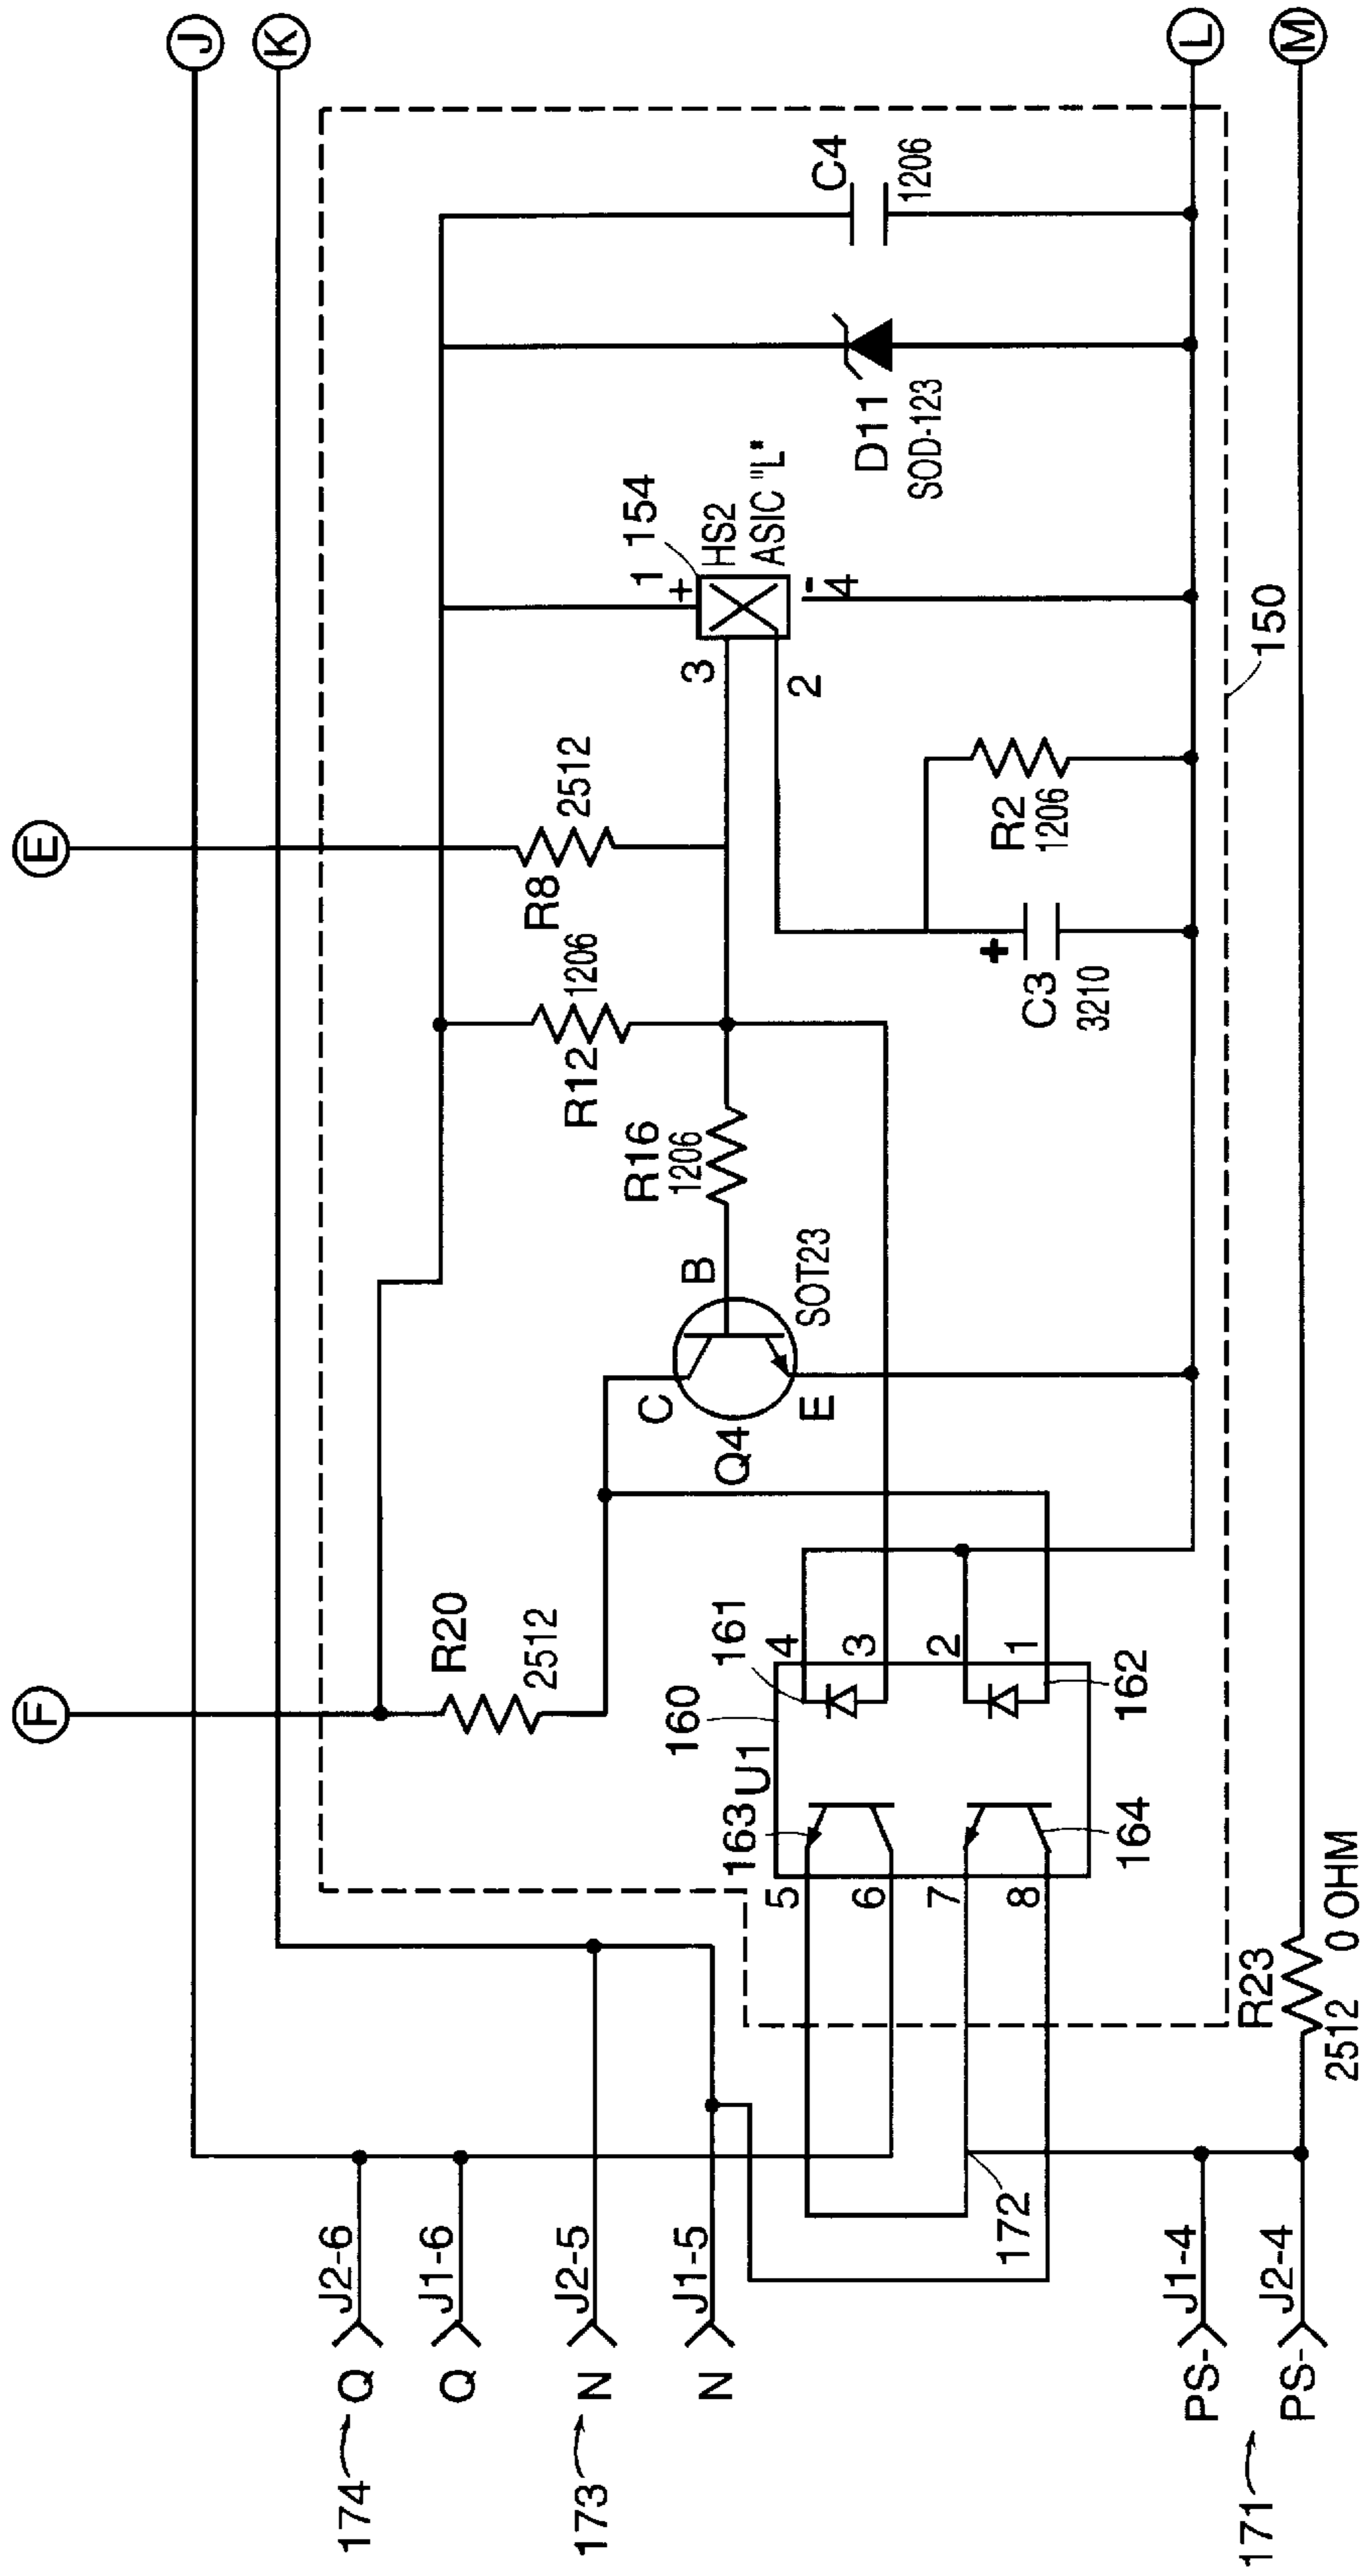 J
K
E
F
L
M
C4
1206
D11
SOD-123
154
HS2
ASIC "L"
1
+
-
4
3
2
150
R8
2512
R12
1206
R2
1206
+
C3
3210
R16
1206
B
SOT23
C
E
Q4
R20
2512
161
160
U1
4
3
2
1
162
163
164
5
6
7
8
R23
2512
0 OHM
172
J2-6
J1-6
J2-5
J1-5
J1-4
J2-4
174
Q
Q
173
N
N
PS-
171
PS-